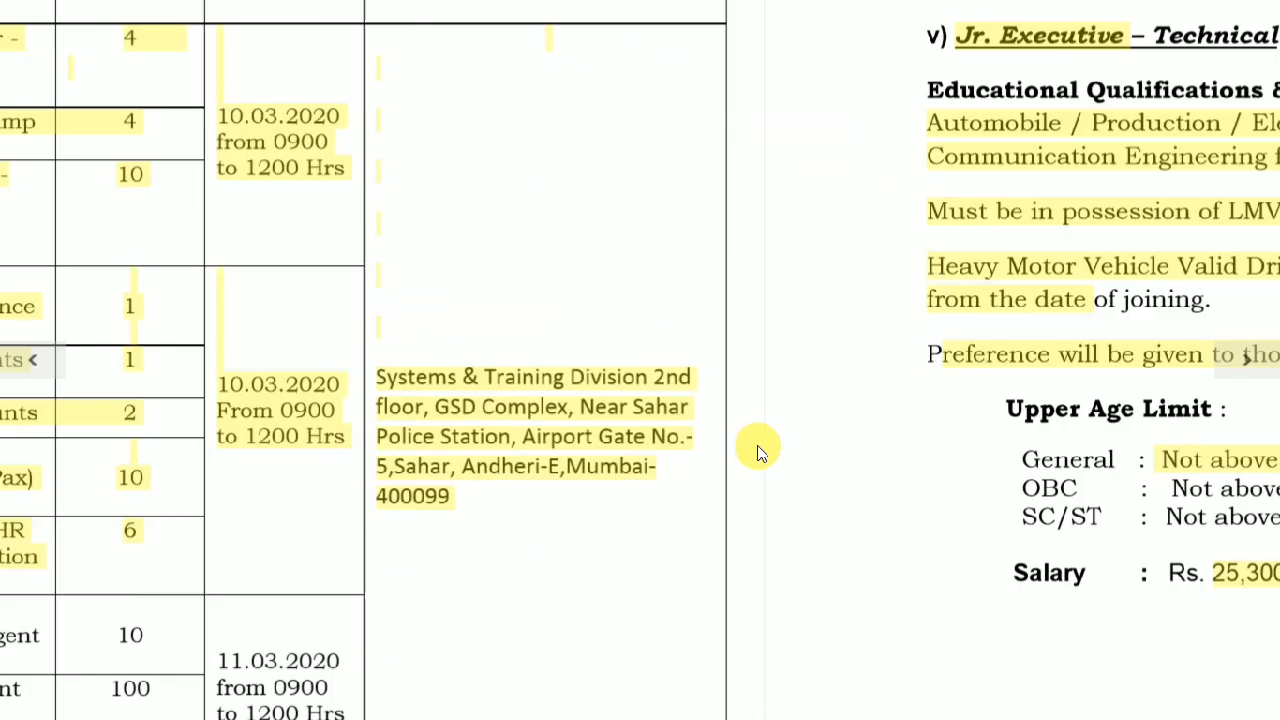 r -
4
mp
4
-
10
10.03.2020
from 0900
to 1200 Hrs
nce
1
nts
1
unts
2
Pax)
10
HR
tion
6
10.03.2020
From 0900
to 1200 Hrs
gent
10
nt
100
11.03.2020
from 0900
to 1200 Hrs
Systems & Training Division 2nd
floor, GSD Complex, Near Sahar
Police Station, Airport Gate No.-
5,Sahar, Andheri-E,Mumbai-
400099
v) Jr. Executive – Technical
Educational Qualifications &
Automobile / Production / Ele
Communication Engineering f
Must be in possession of LMV
Heavy Motor Vehicle Valid Dri
from the date of joining.
Preference will be given to tho
Upper Age Limit :
General : Not above
OBC : Not above
SC/ST : Not above
Salary : Rs. 25,300